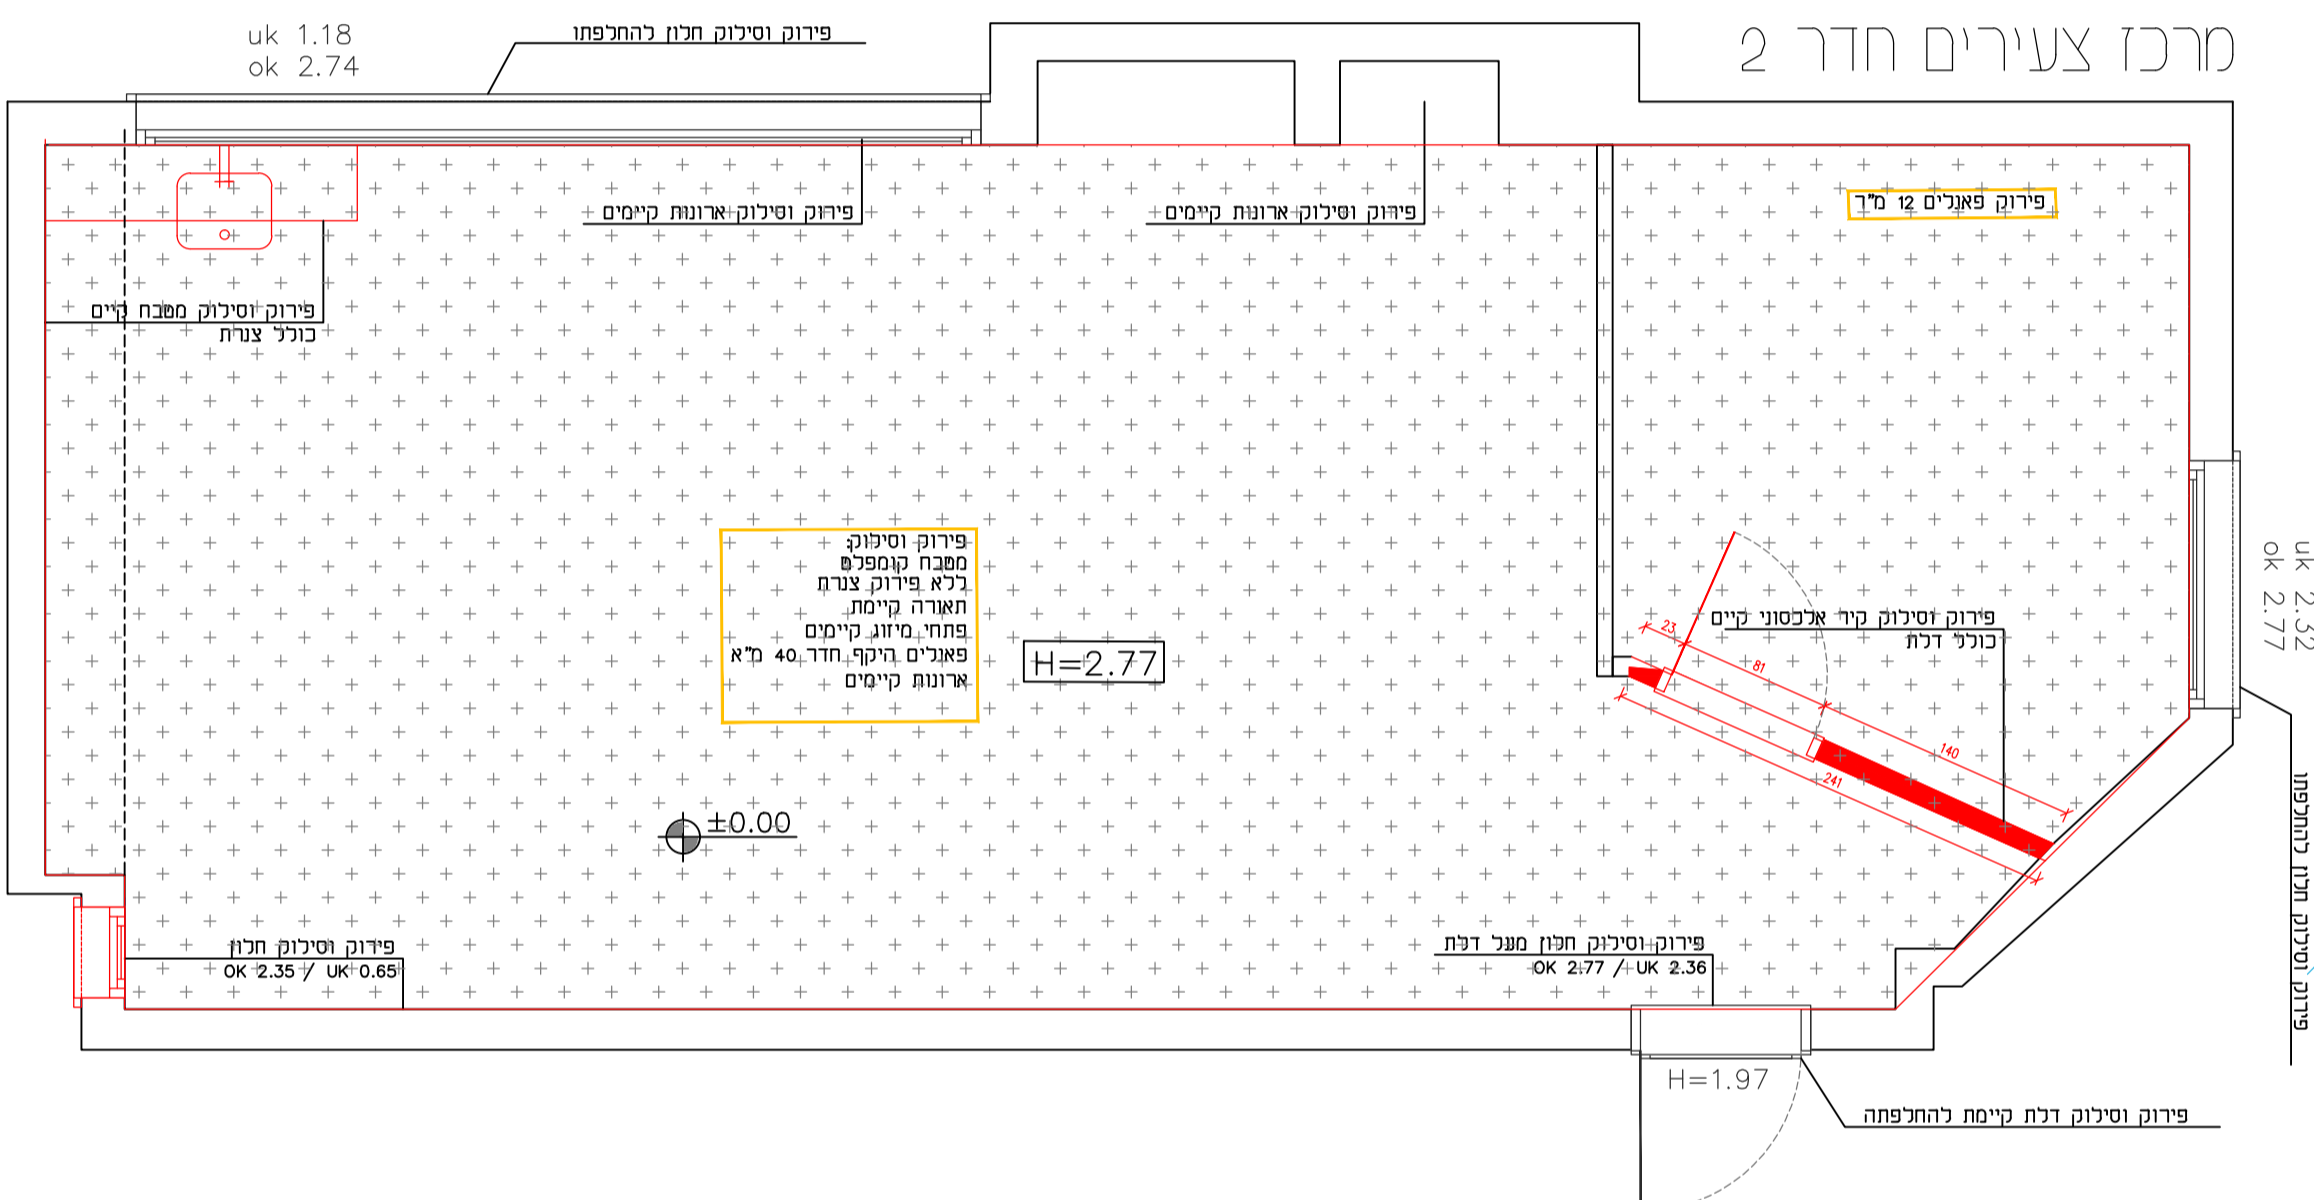 מרכז צעירים חדר 2
uk 1.18
ok 2.74
פירוק וסילוק חלון להחלפתו
פירוק וסילוק ארונות קיימים
פירוק וסילוק ארונות קיימים
פירוק פאנלים 12 מ"ר
פירוק וסילוק מטבח קיים
כולל צנרת
פירוק וסילוק:
מטבח קומפלט
ללא פירוק צנרת
תאורה קיימת
פתחי מיזוג קיימים
פאנלים היקף חדר 40 מ"א
ארונות קיימים
H=2.77
פירוק וסילוק קיר אלכסוני קיים
כולל דלת
23
81
140
241
uk 2.32
ok 2.77
פירוק וסילוק חלון להחלפתו
±0.00
פירוק וסילוק חלון
OK 2.35 / UK 0.65
פירוק וסילוק חלון מעל דלת
OK 2.77 / UK 2.36
H=1.97
פירוק וסילוק דלת קיימת להחלפתה